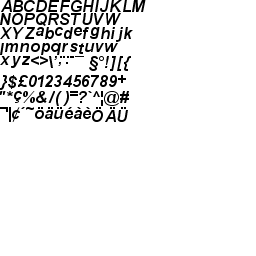 ABCDEFGHIJKLM
NOPQRSTUVW
XYZabcdefghijk
lmnopqrstuvw
xyz<>\',;:.-§°!][{
}$£0123456789+
"*ç%&/()=?`^¦@#
¬|¢´~öäüéàèÖÄÜ